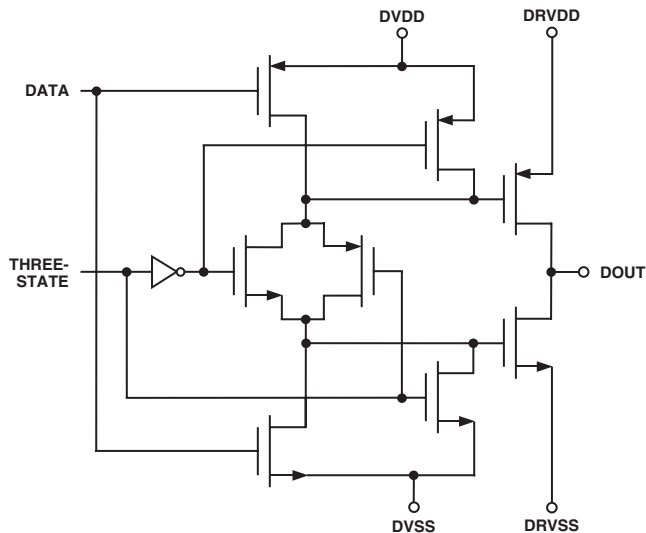 DVDD
DRVDD
DATA
THREE-
STATE
DOUT
DVSS
DRVSS